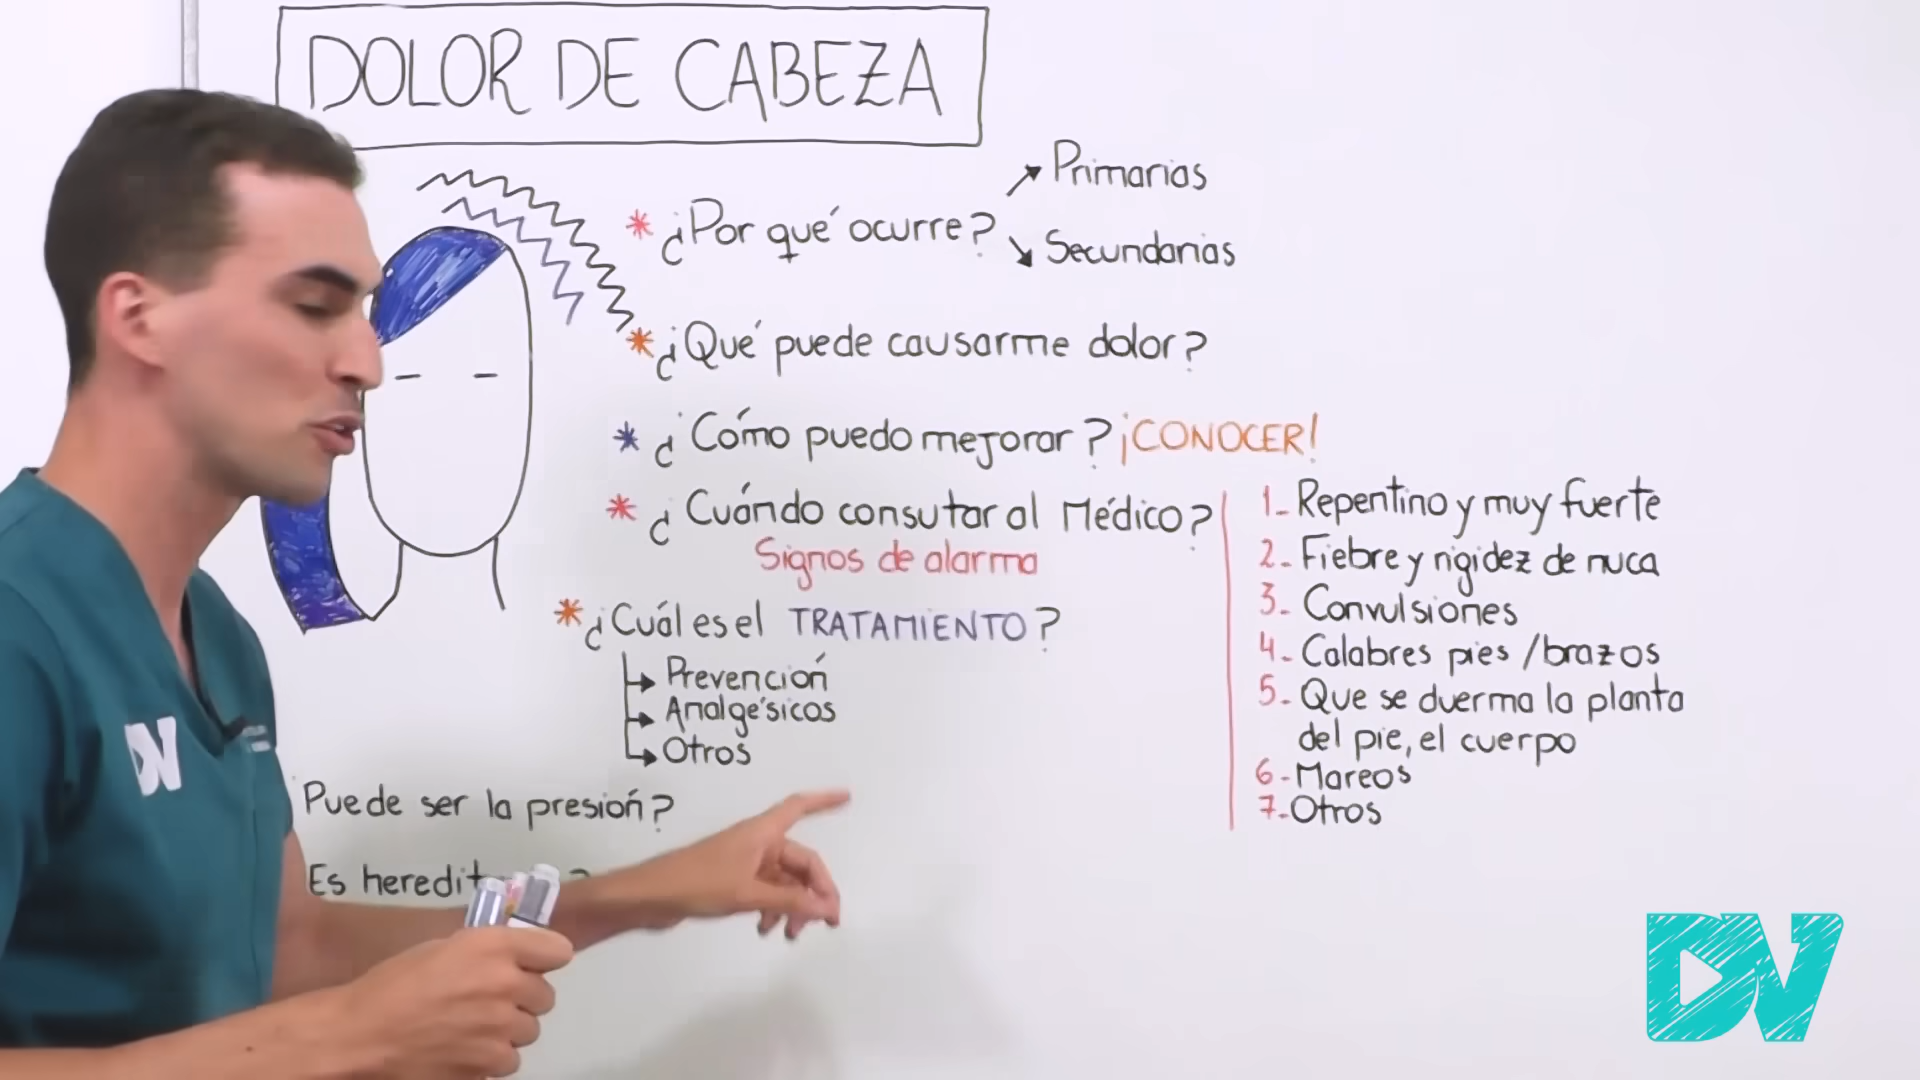 DOLOR DE CABEZA
* ¿Por qué ocurre?
↗ Primarias
↘ Secundarias
* ¿Qué puede causarme dolor?
* ¿Cómo puedo mejorar? ¡CONOCER!
* ¿Cuándo consutar al Médico?
Signos de alarma
1- Repentino y muy fuerte
2- Fiebre y rigidez de nuca
3- Convulsiones
4- Calabres pies / brazos
5- Que se duerma la planta
del pie, el cuerpo
6- Mareos
7- Otros
* ¿Cuál es el TRATAMIENTO?
Prevención
Analgésicos
Otros
Puede ser la presión?
Es ?
DN
DN